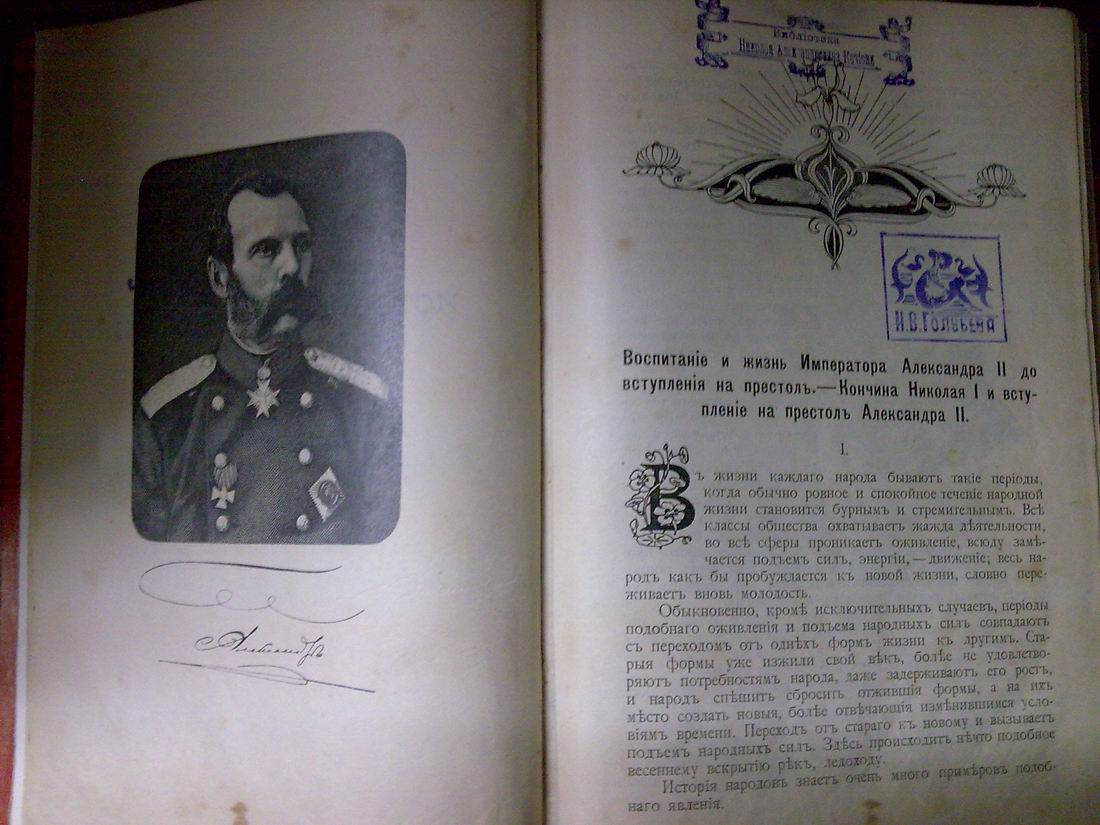 Александръ
Библіотека
Николая
И.В.ГОЛУБЕВА
Воспитаніе и жизнь Императора Александра II до
вступленія на престолъ.—Кончина Николая I и всту-
пленіе на престолъ Александра II.
I.
Въ жизни каждаго народа бываютъ такіе періоды,
когда обычно ровное и спокойное теченіе народной
жизни становится бурнымъ и стремительнымъ. Всѣ
классы общества охватываетъ жажда дѣятельности,
во всѣ сферы проникаетъ оживленіе, всюду замѣ-
чается подъемъ силъ, энергіи,—движеніе; весь на-
родъ какъ бы пробуждается къ новой жизни, словно пере-
живаетъ вновь молодость.
Обыкновенно, кромѣ исключительныхъ случаевъ, періоды
подобнаго оживленія и подъема народныхъ силъ совпадаютъ
съ переходомъ отъ однѣхъ формъ жизни къ другимъ. Ста-
рыя формы уже изжили свой вѣкъ, болѣе не удовлетво-
ряютъ потребностямъ народа, даже задерживаютъ его ростъ,
и народъ спѣшитъ сбросить отжившія формы, а на ихъ
мѣсто создать новыя, болѣе отвѣчающія измѣнившимся усло-
віямъ времени. Переходъ отъ стараго къ новому и вызываетъ
подъемъ народныхъ силъ. Здѣсь происходитъ нѣчто подобное
весеннему вскрытію рѣкъ, ледоходу.
Исторія народовъ знаетъ очень много примѣровъ подоб-
наго явленія.